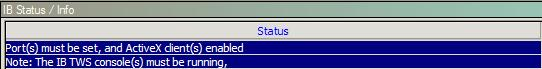 IB Status / Info
Status
Port(s) must be set, and ActiveX client(s) enabled
Note: The IB TWS console(s) must be running,